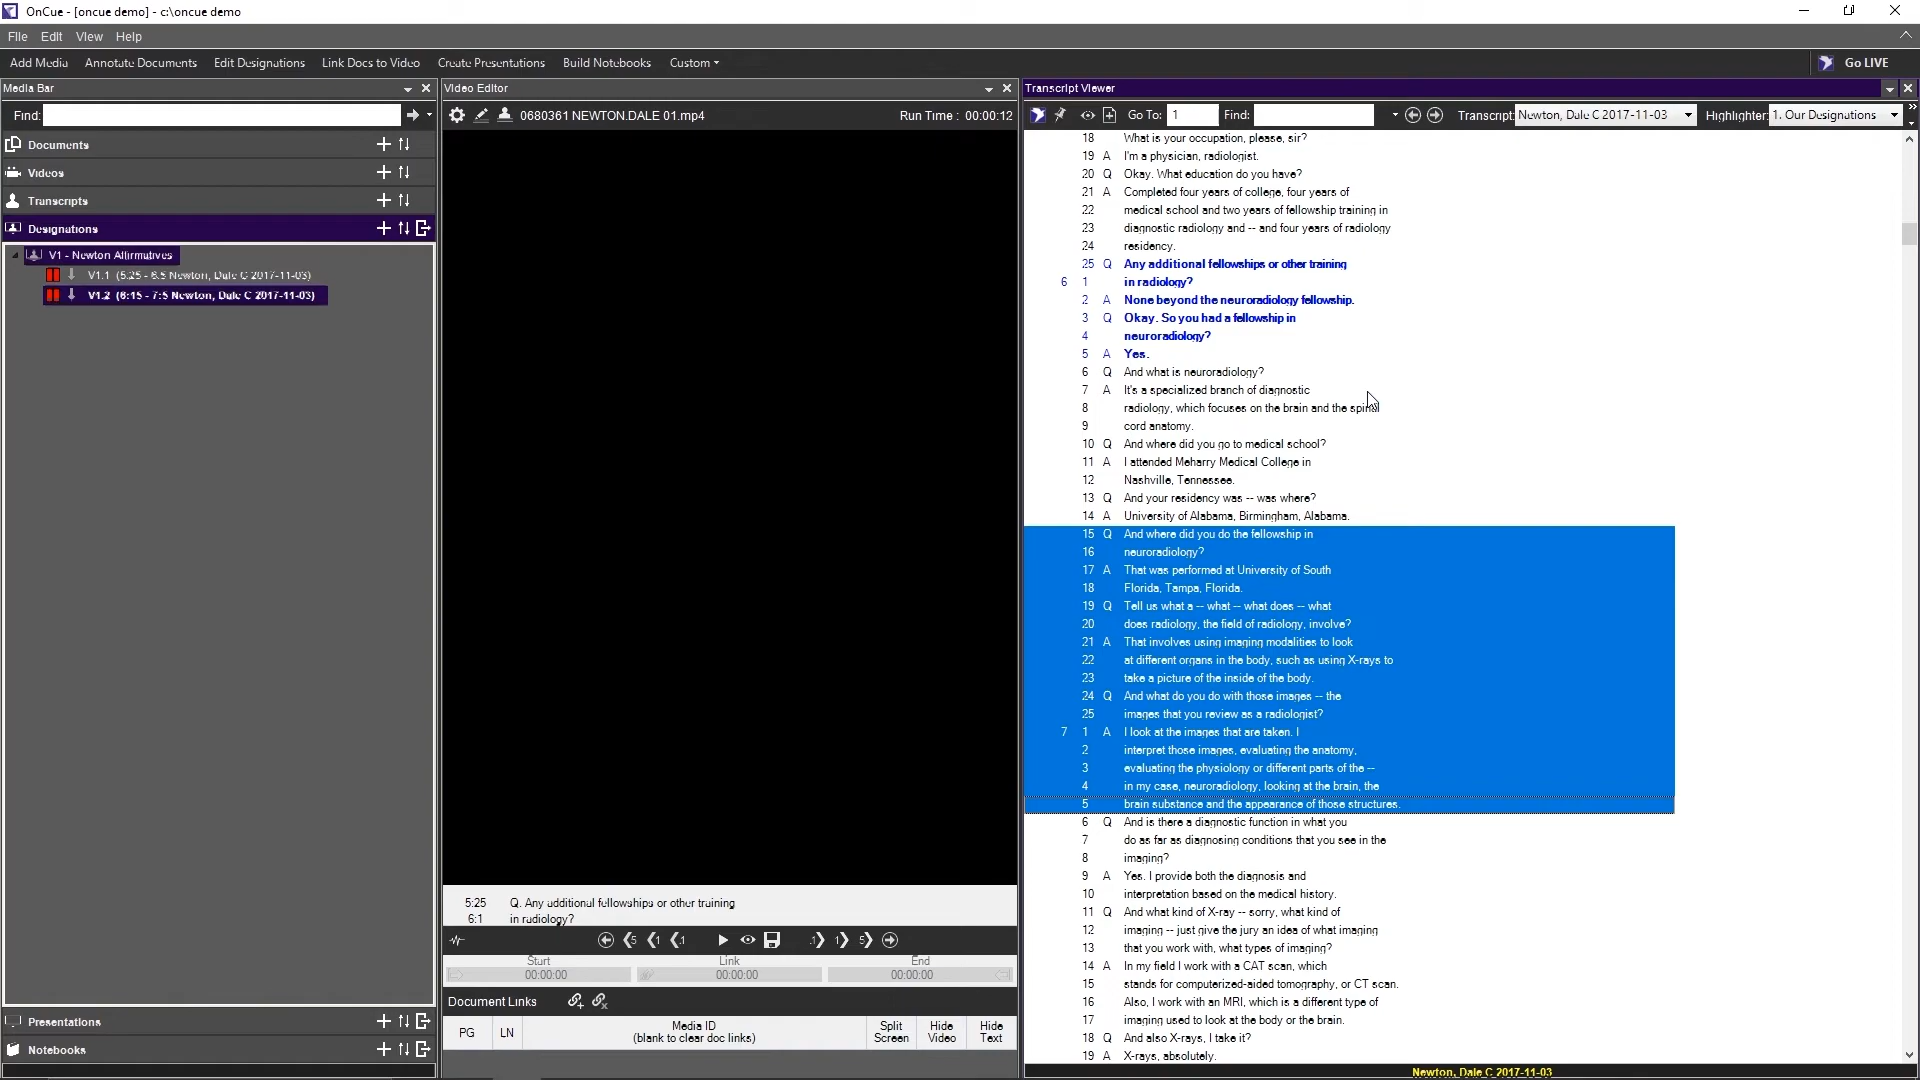 OnCue - [oncue demo] - c:\oncue demo
File Edit View Help
Add Media Annotate Documents Edit Designations Link Docs to Video Create Presentations Build Notebooks Custom Go LIVE
Media Bar
Find:
Documents
Videos
Transcripts
Designations
V1 - Newton Affirmatives
V1.1 (5:25 - 6:5 Newton, Dale C 2017-11-03)
V1.2 (6:15 - 7:5 Newton, Dale C 2017-11-03)
Presentations
Notebooks
Video Editor
0680361 NEWTON.DALE 01.mp4 Run Time : 00:00:12
5:25 Q. Any additional fellowships or other training
6:1 in radiology?
5 1 .1 .1 1 5
Start Link End
00:00:00 00:00:00 00:00:00
Document Links
PG LN Media ID (blank to clear doc links) Split Screen Hide Video Hide Text
Transcript Viewer
Go To: 1 Find: Transcript: Newton, Dale C 2017-11-03 Highlighter: 1. Our Designations
18 What is your occupation, please, sir?
19 A I'm a physician, radiologist.
20 Q Okay. What education do you have?
21 A Completed four years of college, four years of
22 medical school and two years of fellowship training in
23 diagnostic radiology and -- and four years of radiology
24 residency.
25 Q Any additional fellowships or other training
6 1 in radiology?
2 A None beyond the neuroradiology fellowship.
3 Q Okay. So you had a fellowship in
4 neuroradiology?
5 A Yes.
6 Q And what is neuroradiology?
7 A It's a specialized branch of diagnostic
8 radiology, which focuses on the brain and the spinal
9 cord anatomy.
10 Q And where did you go to medical school?
11 A I attended Meharry Medical College in
12 Nashville, Tennessee.
13 Q And your residency was -- was where?
14 A University of Alabama, Birmingham, Alabama.
15 Q And where did you do the fellowship in
16 neuroradiology?
17 A That was performed at University of South
18 Florida, Tampa, Florida.
19 Q Tell us what a -- what -- what does -- what
20 does radiology, the field of radiology, involve?
21 A That involves using imaging modalities to look
22 at different organs in the body, such as using X-rays to
23 take a picture of the inside of the body.
24 Q And what do you do with those images -- the
25 images that you review as a radiologist?
7 1 A I look at the images that are taken. I
2 interpret those images, evaluating the anatomy,
3 evaluating the physiology or different parts of the --
4 in my case, neuroradiology, looking at the brain, the
5 brain substance and the appearance of those structures.
6 Q And is there a diagnostic function in what you
7 do as far as diagnosing conditions that you see in the
8 imaging?
9 A Yes. I provide both the diagnosis and
10 interpretation based on the medical history.
11 Q And what kind of X-ray -- sorry, what kind of
12 imaging -- just give the jury an idea of what imaging
13 that you work with, what types of imaging?
14 A In my field I work with a CAT scan, which
15 stands for computerized-aided tomography, or CT scan.
16 Also, I work with an MRI, which is a different type of
17 imaging used to look at the body or the brain.
18 Q And also X-rays, I take it?
19 A X-rays, absolutely.
Newton, Dale C 2017-11-03